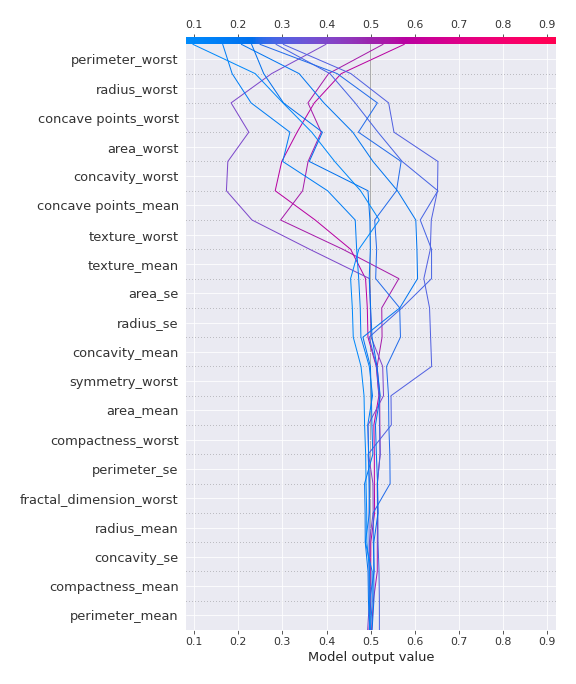 0.1 0.2 0.3 0.4 0.5 0.6 0.7 0.8 0.9
perimeter_worst
radius_worst
concave points_worst
area_worst
concavity_worst
concave points_mean
texture_worst
texture_mean
area_se
radius_se
concavity_mean
symmetry_worst
area_mean
compactness_worst
perimeter_se
fractal_dimension_worst
radius_mean
concavity_se
compactness_mean
perimeter_mean
0.1 0.2 0.3 0.4 0.5 0.6 0.7 0.8 0.9
Model output value